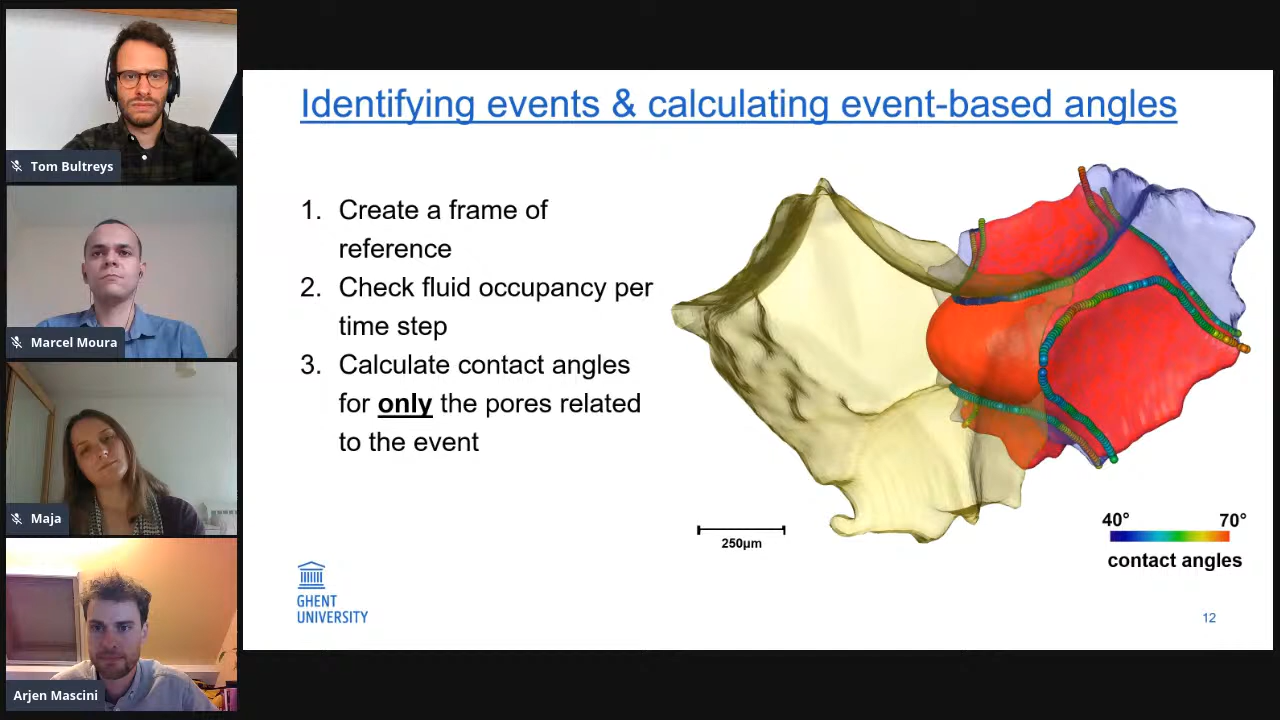 Tom Bultreys
Marcel Moura
Maja
Arjen Mascini
Identifying events & calculating event-based angles
1. Create a frame of
reference
2. Check fluid occupancy per
time step
3. Calculate contact angles
for only the pores related
to the event
250µm
40° 70°
contact angles
GHENT
UNIVERSITY
12